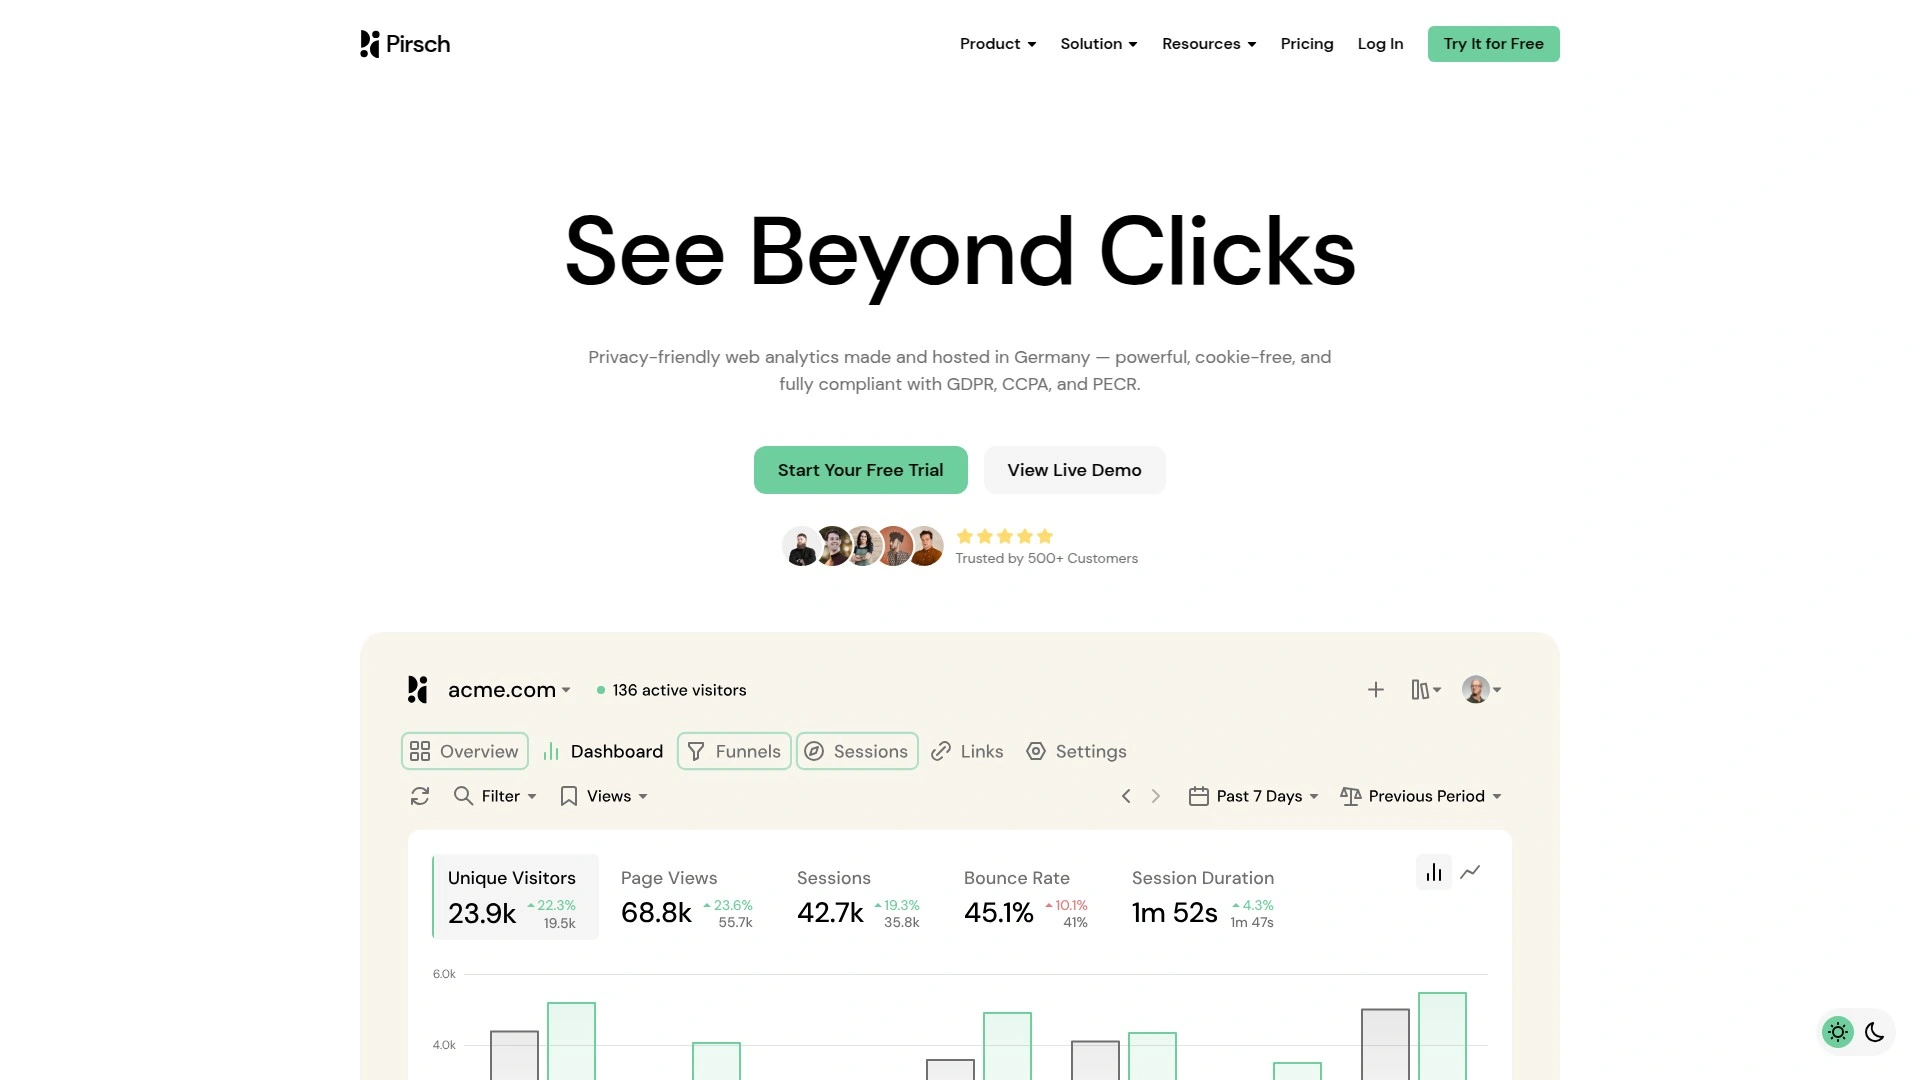 Pirsch
Product
Solution
Resources
Pricing
Log In
Try It for Free
See Beyond Clicks
Privacy-friendly web analytics made and hosted in Germany — powerful, cookie-free, and
fully compliant with GDPR, CCPA, and PECR.
Start Your Free Trial
View Live Demo
Trusted by 500+ Customers
acme.com
136 active visitors
Overview
Dashboard
Funnels
Sessions
Links
Settings
Filter
Views
Past 7 Days
Previous Period
Unique Visitors
23.9k
22.3%
19.5k
Page Views
68.8k
23.6%
55.7k
Sessions
42.7k
19.3%
35.8k
Bounce Rate
45.1%
10.1%
41%
Session Duration
1m 52s
4.3%
1m 47s
6.0k
4.0k